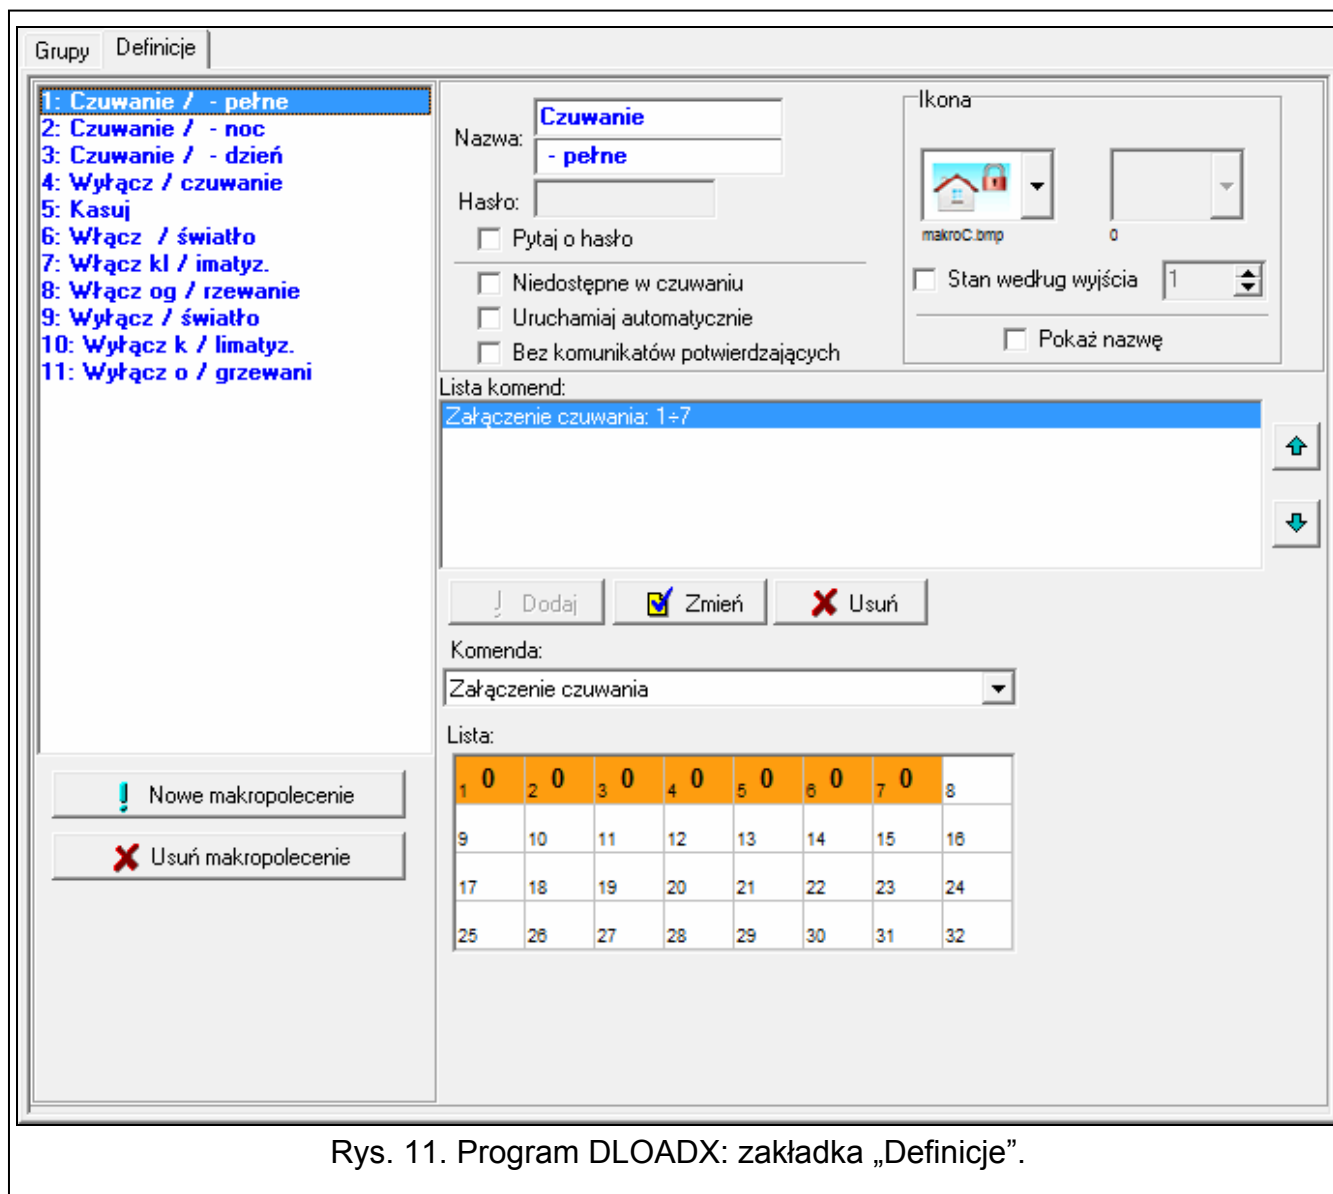 Grupy
Definicje
1: Czuwanie /  - pełne
2: Czuwanie /  - noc
3: Czuwanie /  - dzień
4: Wyłącz / czuwanie
5: Kasuj
6: Włącz  / światło
7: Włącz kl / imatyz.
8: Włącz og / rzewanie
9: Wyłącz / światło
10: Wyłącz k / limatyz.
11: Wyłącz o / grzewani
Nowe makropolecenie
Usuń makropolecenie
Nazwa:
Czuwanie
- pełne
Hasło:
Pytaj o hasło
Niedostępne w czuwaniu
Uruchamiaj automatycznie
Bez komunikatów potwierdzających
Ikona
makroC.bmp
0
Stan według wyjścia
1
Pokaż nazwę
Lista komend:
Załączenie czuwania: 1÷7
Dodaj
Zmień
Usuń
Komenda:
Załączenie czuwania
Lista:
1 0 2 0 3 0 4 0 5 0 6 0 7 0 8
9 10 11 12 13 14 15 16
17 18 19 20 21 22 23 24
25 26 27 28 29 30 31 32
Rys. 11. Program DLOADX: zakładka „Definicje”.